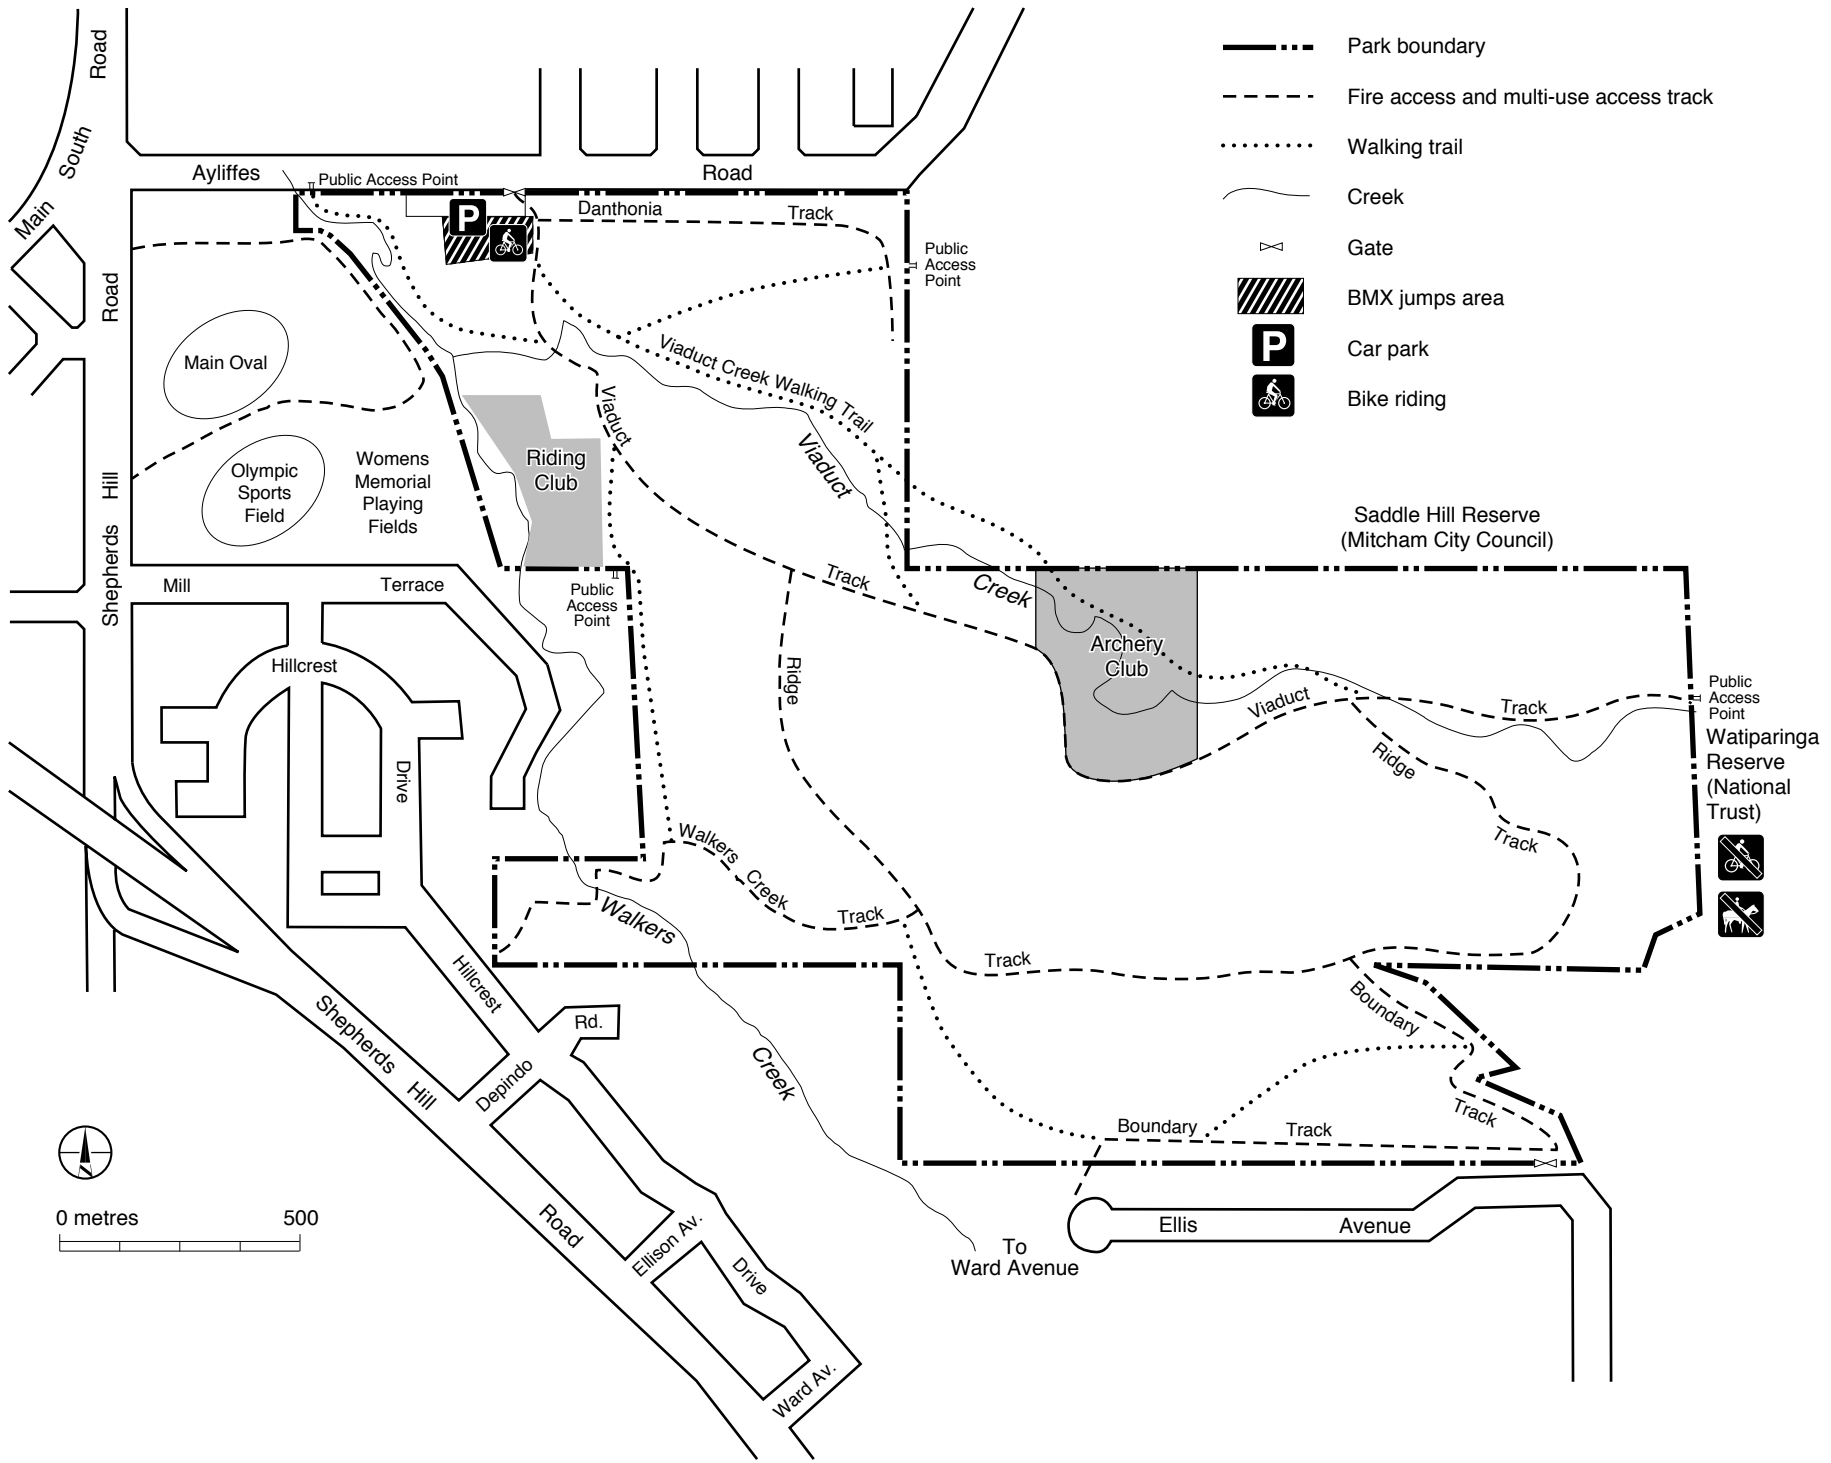 Road
South
Main
Ayliffes
Road
Public Access Point
P
Danthonia
Track
Public
Access
Point
Park boundary
Fire access and multi-use access track
Walking trail
Creek
Gate
BMX jumps area
P
Car park
Bike riding
Road
Hill
Shepherds
Main Oval
Olympic
Sports
Field
Womens
Memorial
Playing
Fields
Riding
Club
Viaduct
Track
Viaduct Creek Walking Trail
Viaduct
Creek
Saddle Hill Reserve
(Mitcham City Council)
Mill
Terrace
Public
Access
Point
Hillcrest
Drive
Ridge
Track
Archery
Club
Viaduct
Track
Public
Access
Point
Watiparinga
Reserve
(National
Trust)
Ridge
Track
Walkers
Creek
Track
Walkers
Creek
Hillcrest
Rd.
Depindo
Shepherds
Hill
Road
Boundary
Track
Boundary
Track
0 metres
500
Ellison Av.
Drive
Ward Av.
To
Ward Avenue
Ellis
Avenue